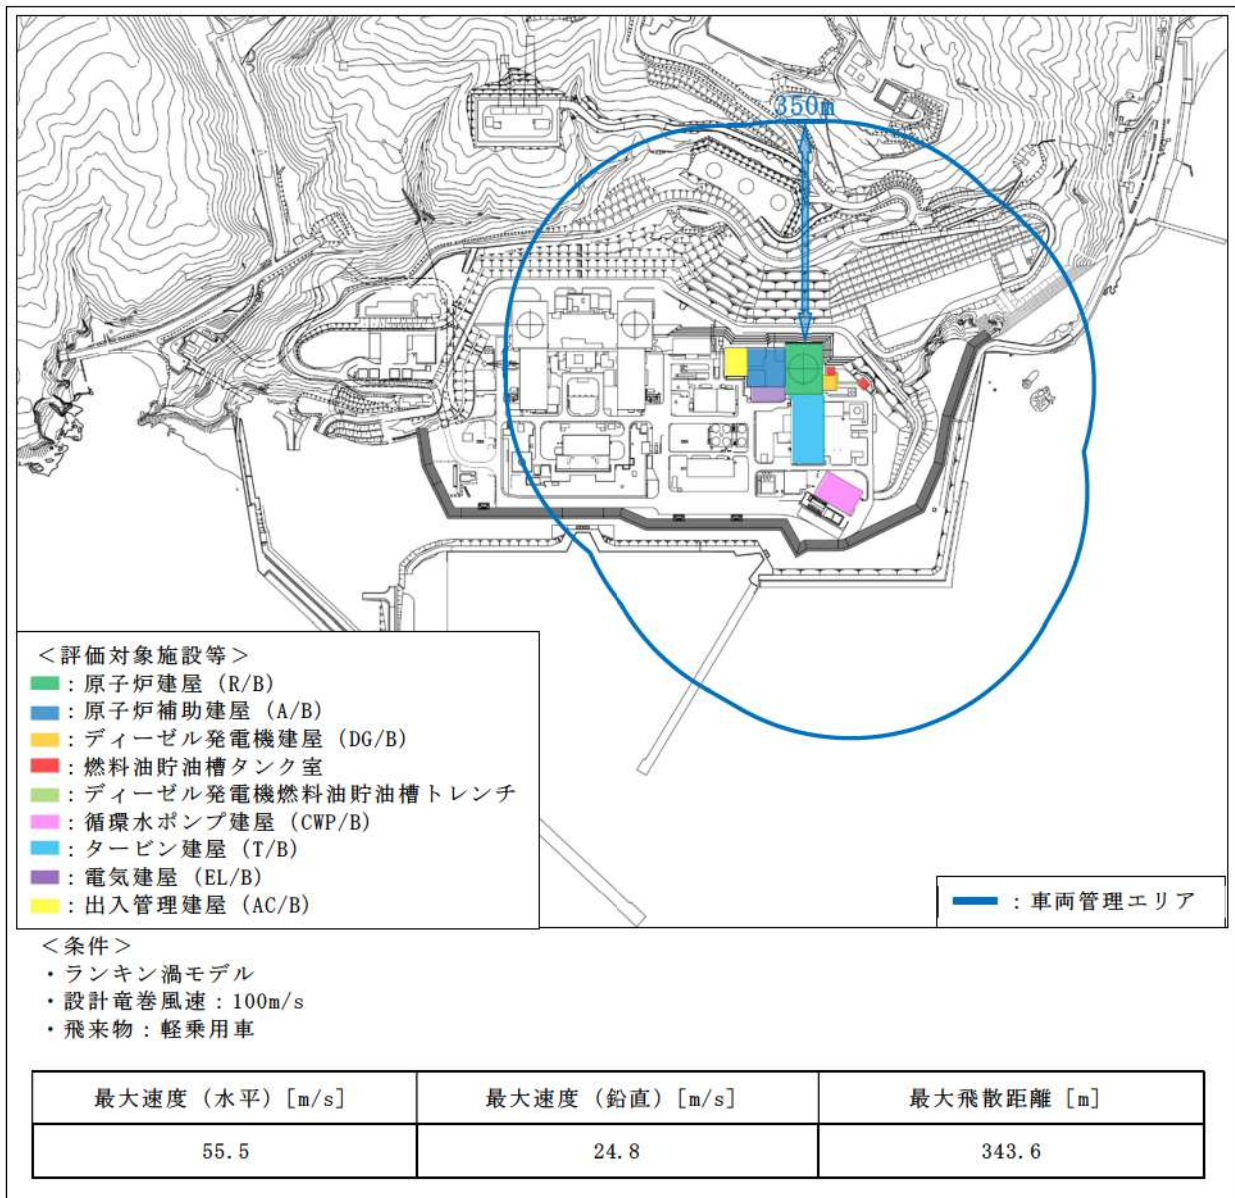 350m
＜評価対象施設等＞
：原子炉建屋（R/B）
：原子炉補助建屋（A/B）
：ディーゼル発電機建屋（DG/B）
：燃料油貯油槽タンク室
：ディーゼル発電機燃料油貯油槽トレンチ
：循環水ポンプ建屋（CWP/B）
：タービン建屋（T/B）
：電気建屋（EL/B）
：出入管理建屋（AC/B）
：車両管理エリア
＜条件＞
・ランキン渦モデル
・設計竜巻風速：100m/s
・飛来物：軽乗用車
最大速度（水平）[m/s] 最大速度（鉛直）[m/s] 最大飛散距離［m］
55.5 24.8 343.6